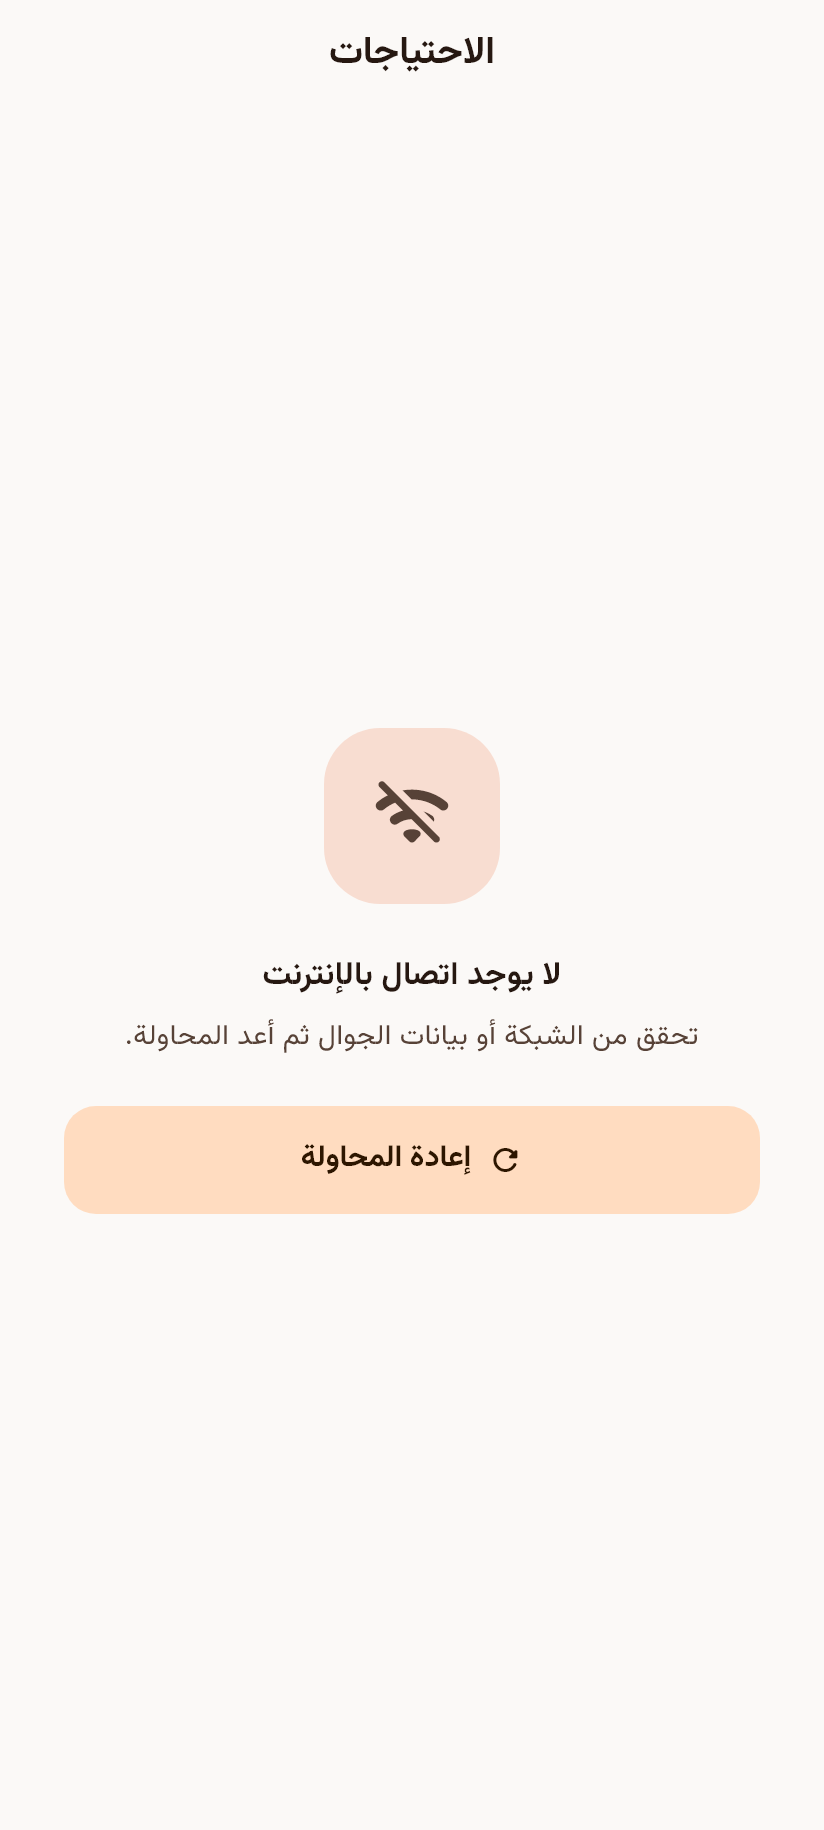 الاحتياجات
لا يوجد اتصال بالإنترنت
تحقق من الشبكة أو بيانات الجوال ثم أعد المحاولة.
إعادة المحاولة